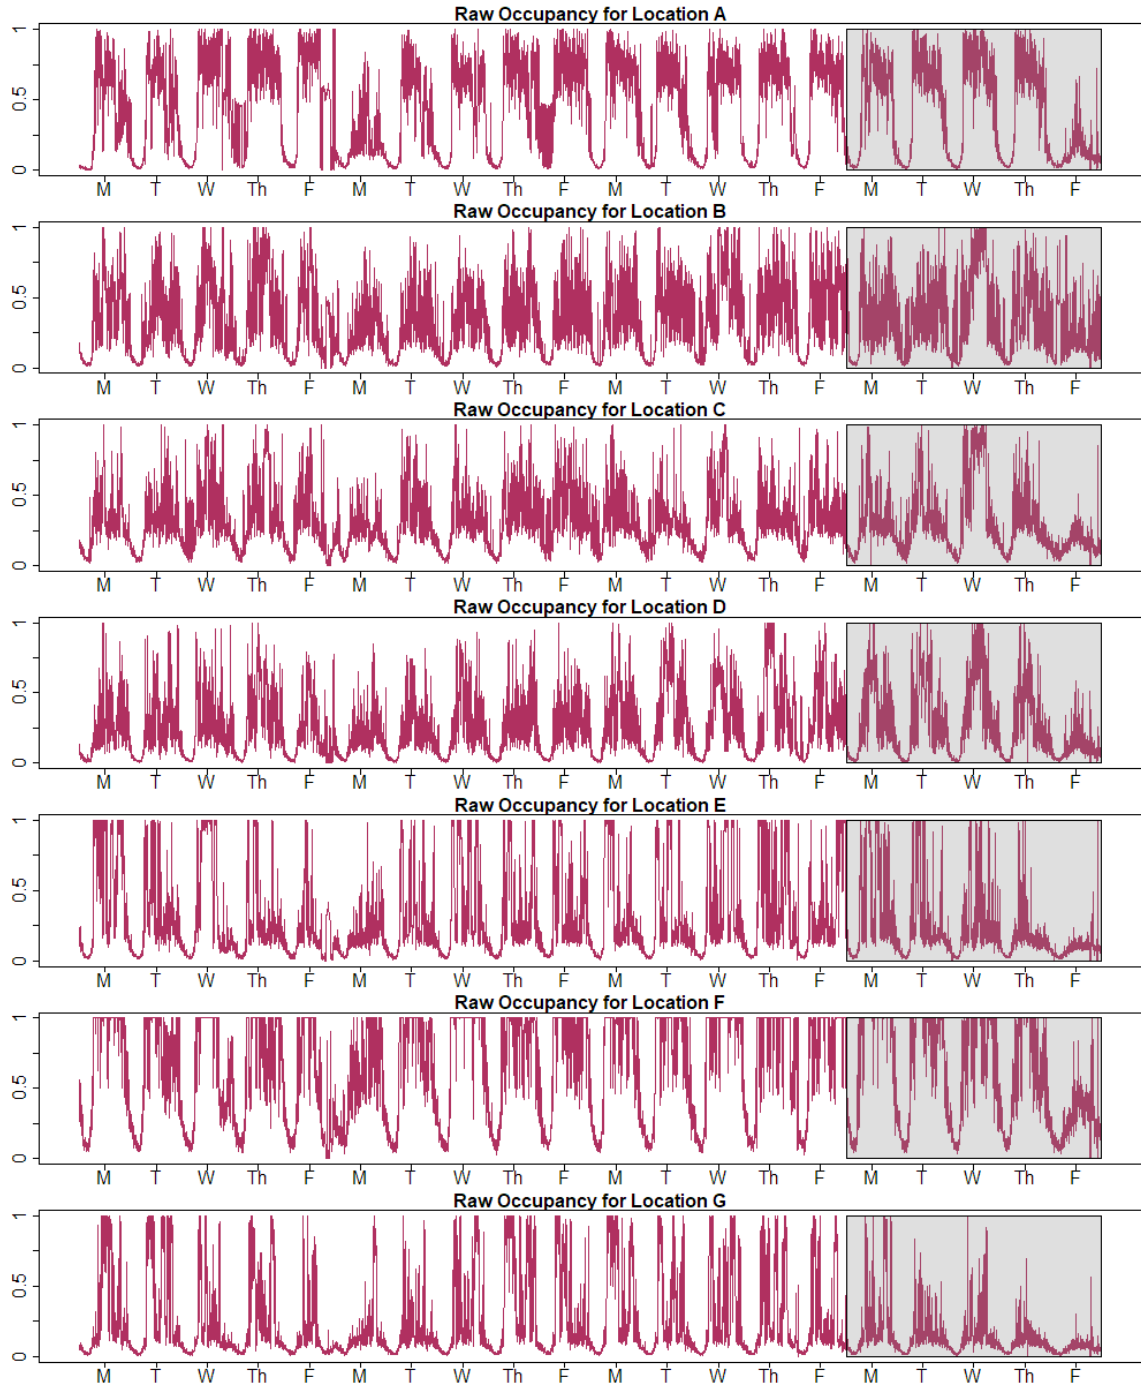 Raw Occupancy for Location A
1
0.5
0
M T W Th F M T W Th F M T W Th F M T W Th F
Raw Occupancy for Location B
1
0.5
0
M T W Th F M T W Th F M T W Th F M T W Th F
Raw Occupancy for Location C
1
0.5
0
M T W Th F M T W Th F M T W Th F M T W Th F
Raw Occupancy for Location D
1
0.5
0
M T W Th F M T W Th F M T W Th F M T W Th F
Raw Occupancy for Location E
1
0.5
0
M T W Th F M T W Th F M T W Th F M T W Th F
Raw Occupancy for Location F
1
0.5
0
M T W Th F M T W Th F M T W Th F M T W Th F
Raw Occupancy for Location G
1
0.5
0
M T W Th F M T W Th F M T W Th F M T W Th F